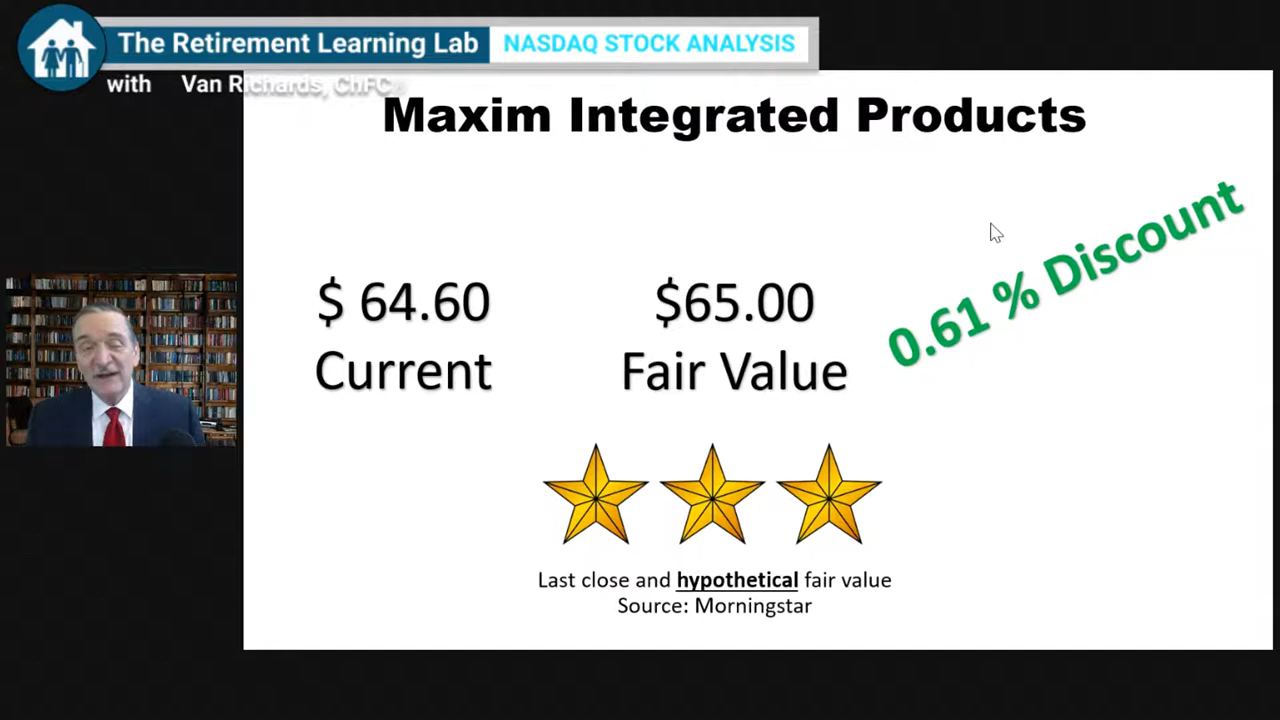 The Retirement Learning Lab NASDAQ STOCK ANALYSIS
with Van Richards, ChFC
Maxim Integrated Products
0.61 % Discount
$ 64.60 $65.00
Current Fair Value
Last close and hypothetical fair value
Source: Morningstar